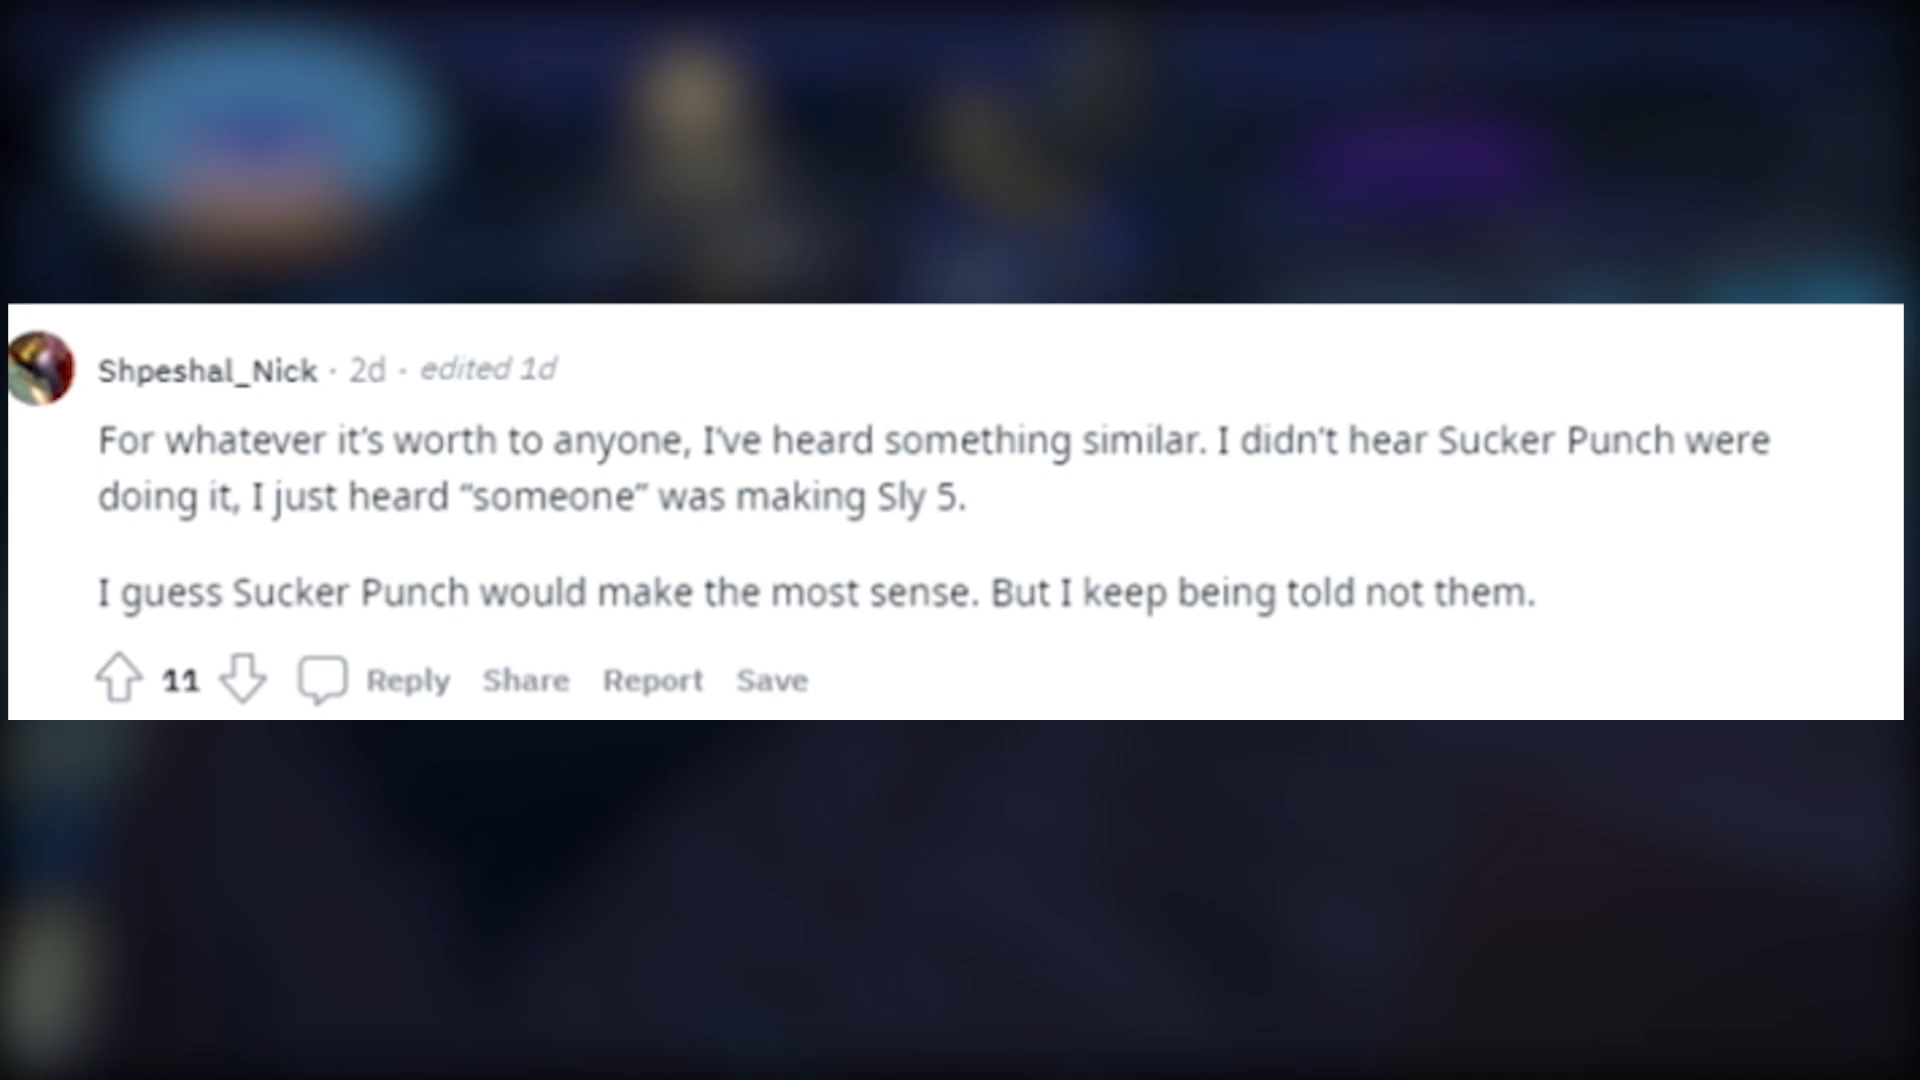 Shpeshal_Nick · 2d · edited 1d
For whatever it’s worth to anyone, I’ve heard something similar. I didn’t hear Sucker Punch were
doing it, I just heard “someone” was making Sly 5.
I guess Sucker Punch would make the most sense. But I keep being told not them.
11 Reply Share Report Save